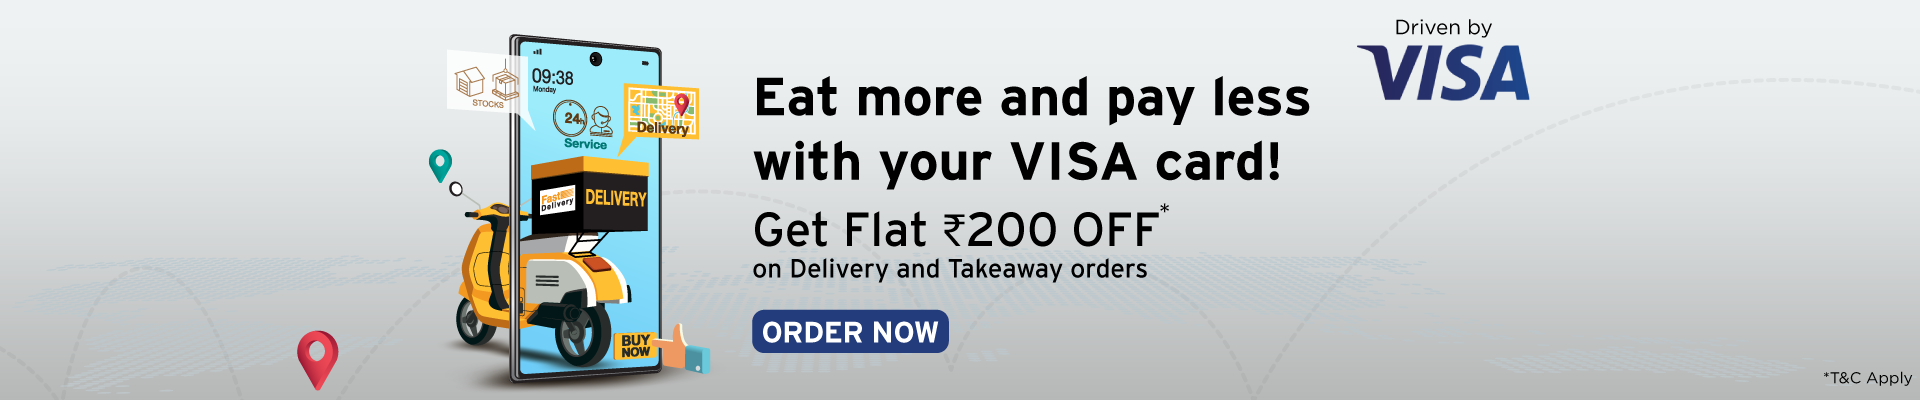 Driven by
VISA
STOCKS
09:38
Monday
24h
Service
Delivery
Fast
Delivery
DELIVERY
BUY
NOW
Eat more and pay less
with your VISA card!
Get Flat ₹200 OFF*
on Delivery and Takeaway orders
ORDER NOW
*T&C Apply